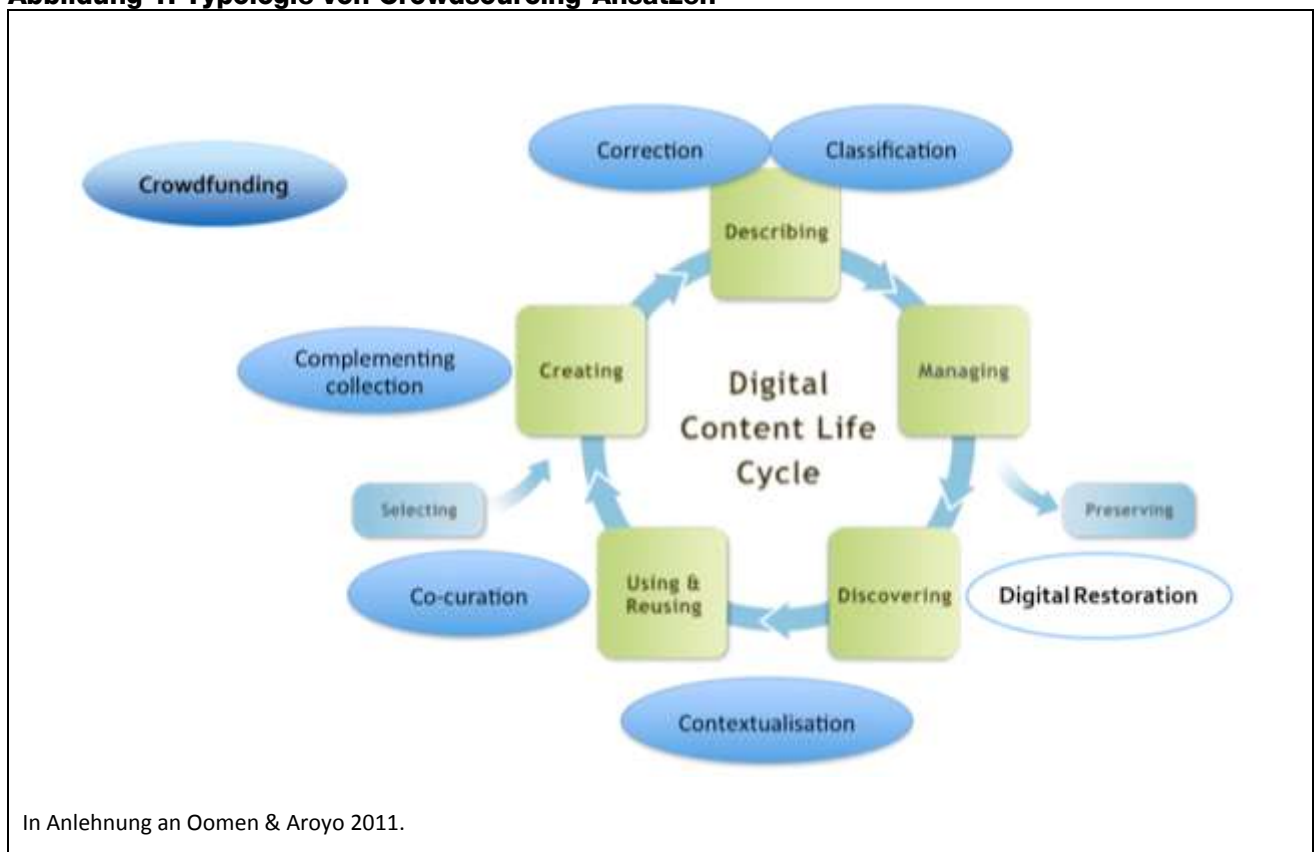 Abbildung 1: Typologie von Crowdsourcing-Ansätzen
Correction
Classification
Crowdfunding
Describing
Complementing
collection
Creating
Managing
Digital
Content Life
Cycle
Selecting
Preserving
Co-curation
Using &
Reusing
Discovering
Digital Restoration
Contextualisation
In Anlehnung an Oomen & Aroyo 2011.